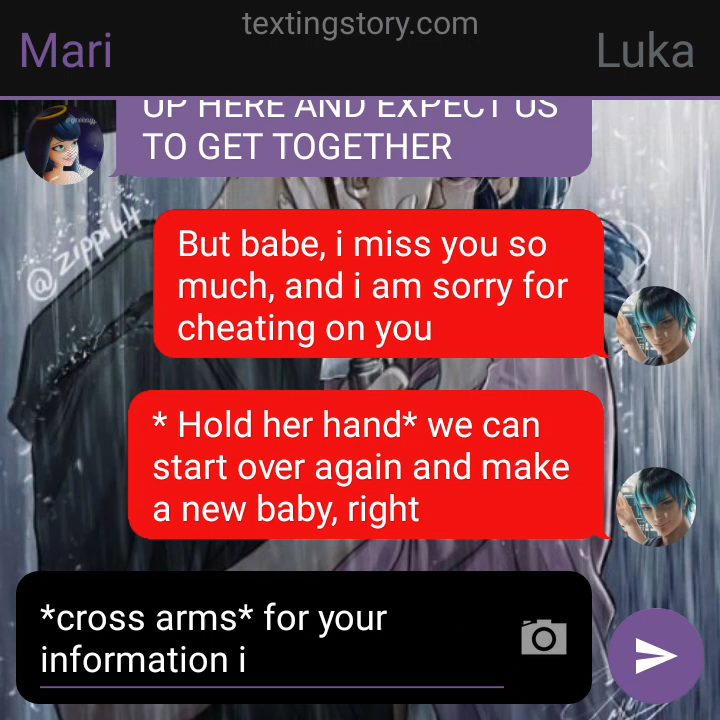 textingstory.com
Mari
Luka
UP HERE AND EXPECT US
TO GET TOGETHER
@zippi44
But babe, i miss you so
much, and i am sorry for
cheating on you
* Hold her hand* we can
start over again and make
a new baby, right
*cross arms* for your
information i